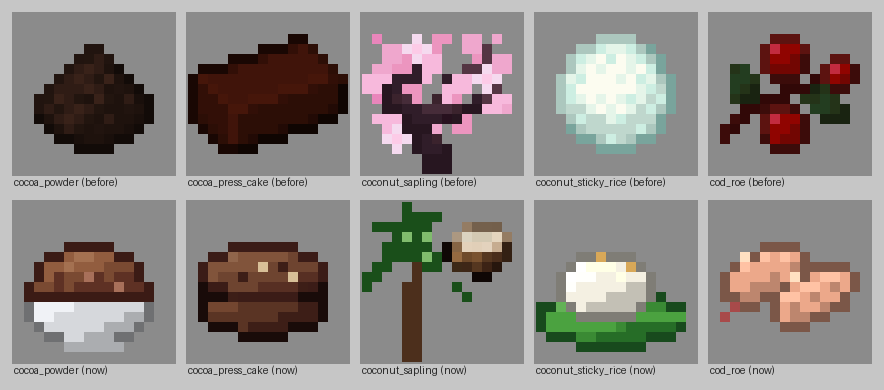 cocoa_powder (before)
cocoa_press_cake (before)
coconut_sapling (before)
coconut_sticky_rice (before)
cod_roe (before)
cocoa_powder (now)
cocoa_press_cake (now)
coconut_sapling (now)
coconut_sticky_rice (now)
cod_roe (now)